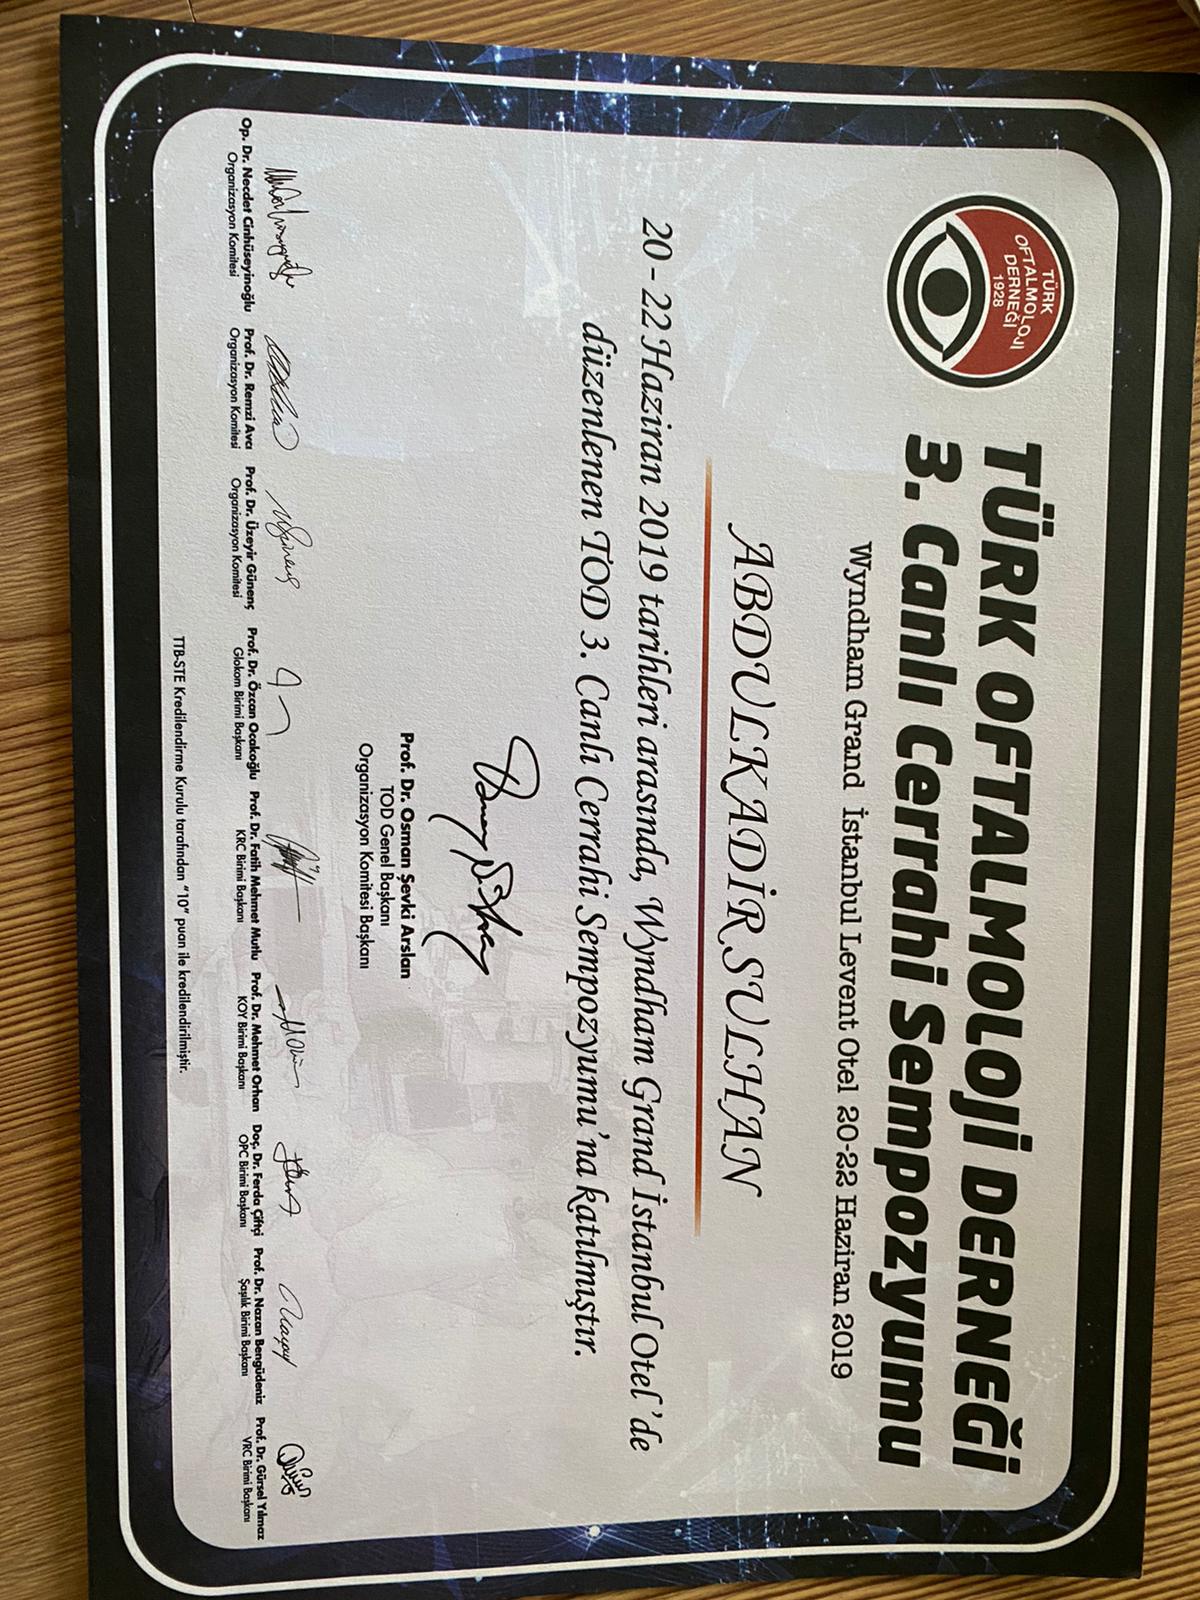 TÜRK
OFTALMOLOJİ
DERNEĞİ
1928
TÜRK OFTALMOLOJİ DERNEĞİ
3. Canlı Cerrahi Sempozyumu
Wyndham Grand İstanbul Levent Otel 20-22 Haziran 2019
ABDULKADİR SULHAN
20 - 22 Haziran 2019 tarihleri arasında, Wyndham Grand İstanbul Otel'de
düzenlenen TOD 3. Canlı Cerrahi Sempozyumu'na katılmıştır.
Prof. Dr. Osman Şevki Arslan
TOD Genel Başkanı
Organizasyon Komitesi Başkanı
Op. Dr. Necdet Cinhüseyinoğlu
Organizasyon Komitesi
Prof. Dr. Remzi Avcı
Organizasyon Komitesi
Prof. Dr. Üzeyir Günenç
Organizasyon Komitesi
Prof. Dr. Özcan Ocakoğlu
Glokom Birimi Başkanı
Prof. Dr. Fatih Mehmet Mutlu
KRC Birimi Başkanı
Prof. Dr. Mehmet Orhan
KOY Birimi Başkanı
Doç. Dr. Ferda Çiftçi
OPC Birimi Başkanı
Prof. Dr. Nazan Bengüdeniz
Şaşılık Birimi Başkanı
Prof. Dr. Gürsel Yılmaz
VRC Birimi Başkanı
TTB-STE Kredilendirme Kurulu tarafından "10" puan ile kredilendirilmiştir.